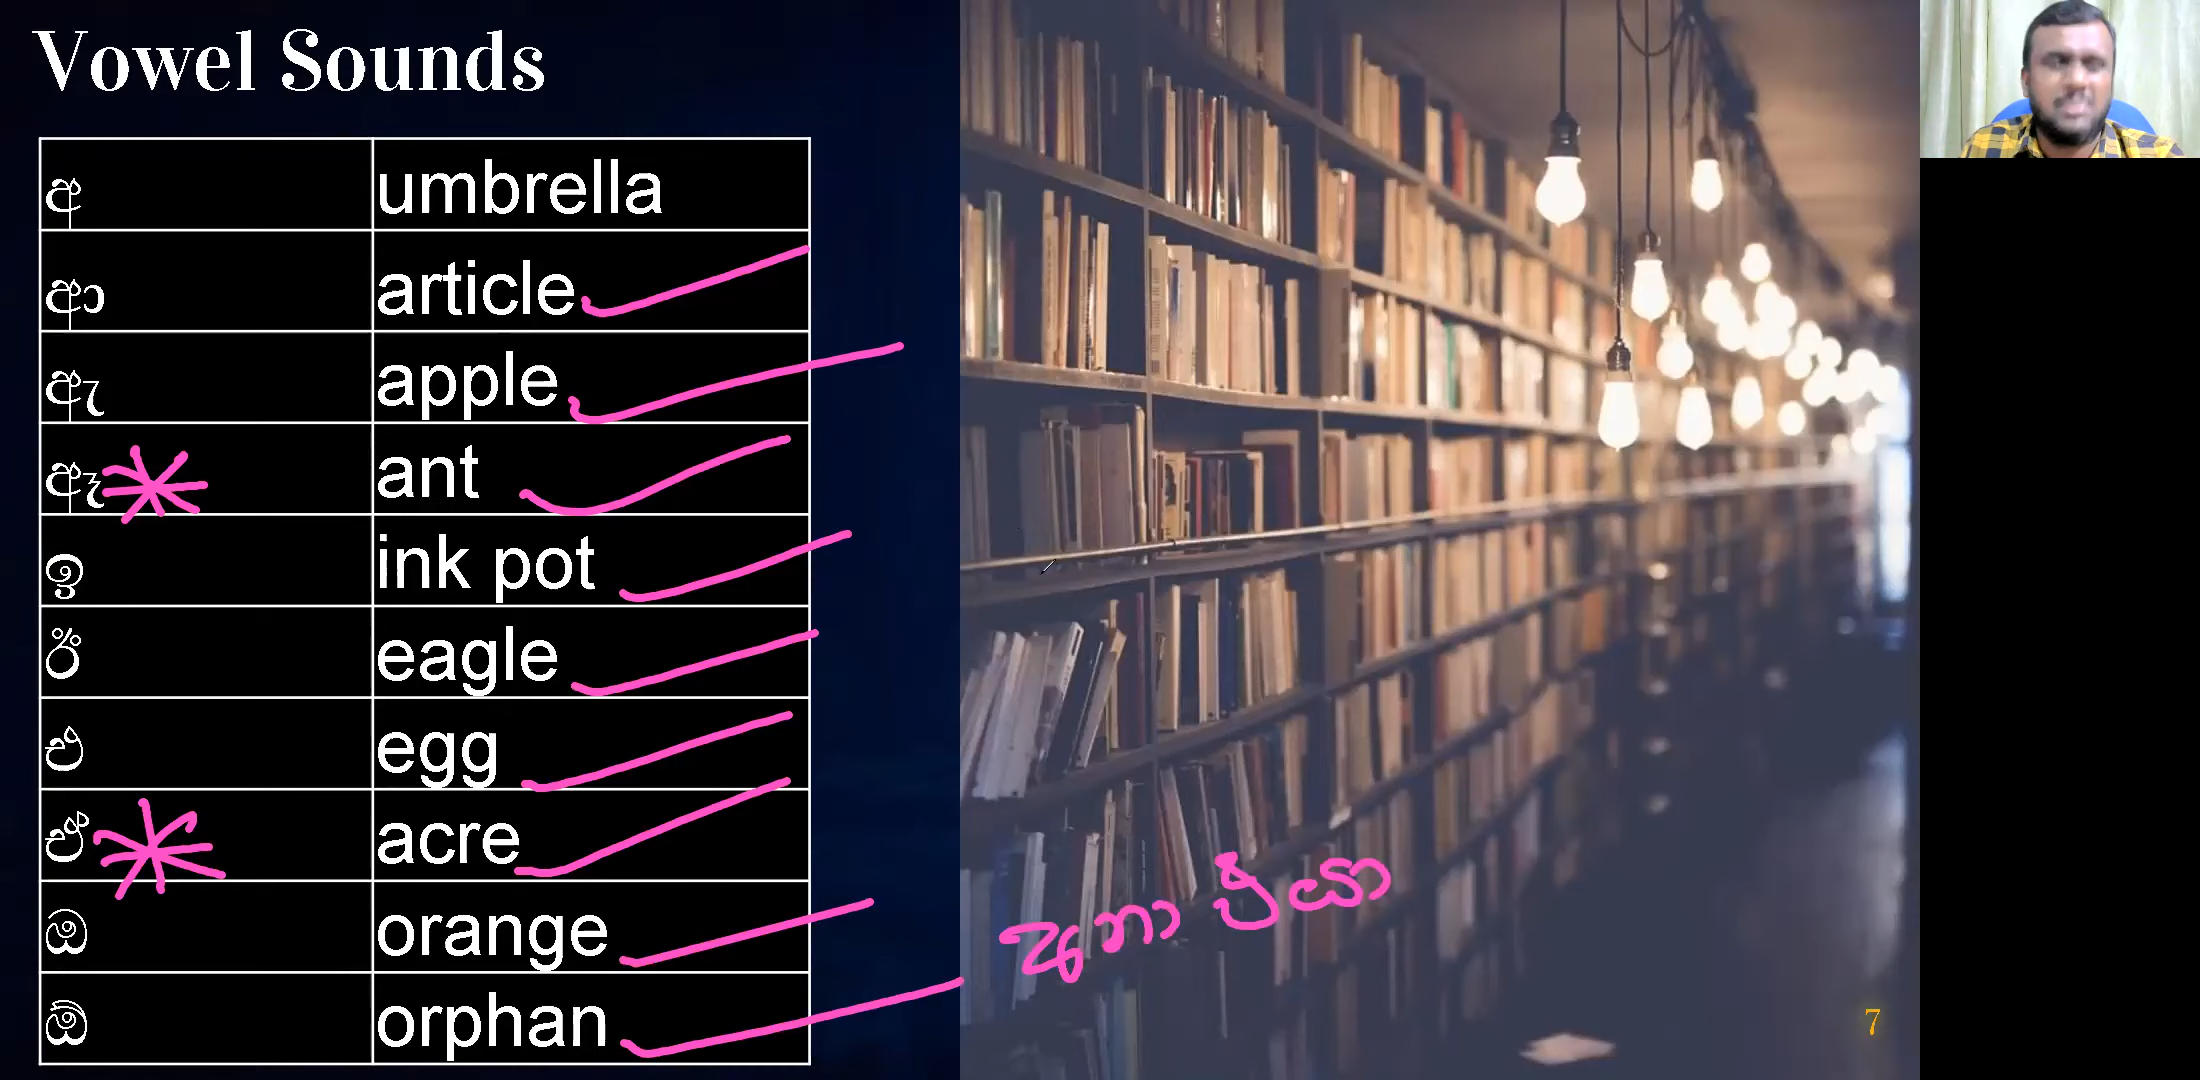 Vowel Sounds
අ umbrella
ආ article
ඇ apple
ඈ ant
ඉ ink pot
ඊ eagle
එ egg
ඒ acre
ඔ orange
ඕ orphan
7